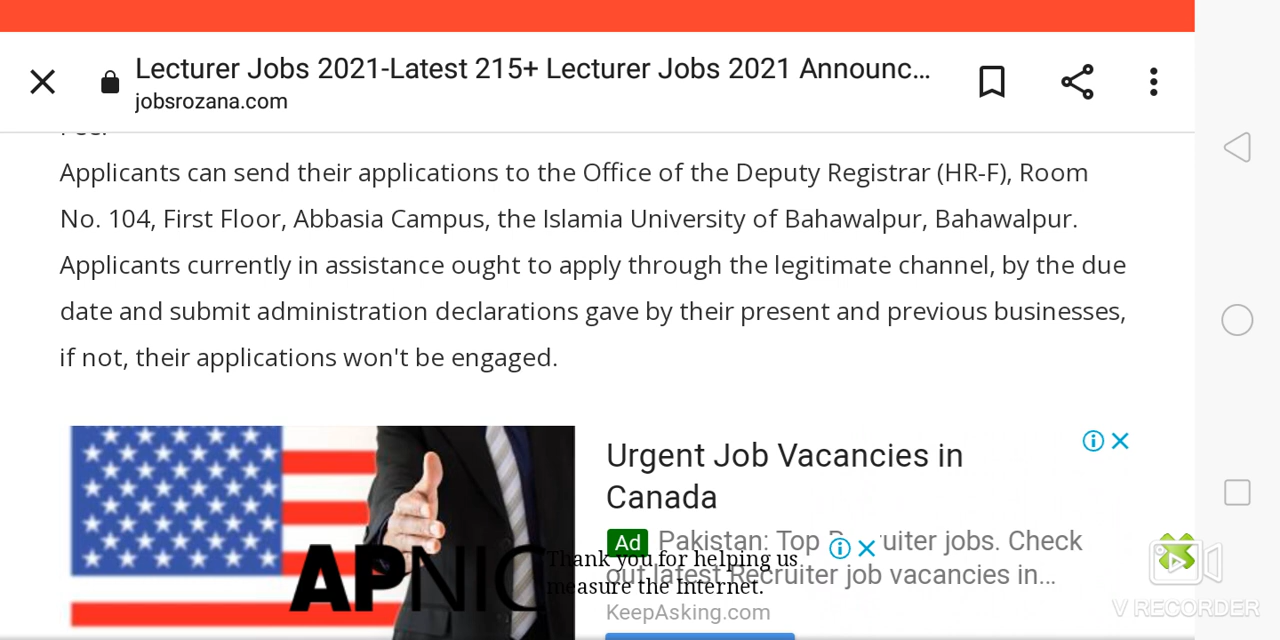 Lecturer Jobs 2021-Latest 215+ Lecturer Jobs 2021 Announc...
jobsrozana.com
Applicants can send their applications to the Office of the Deputy Registrar (HR-F), Room
No. 104, First Floor, Abbasia Campus, the Islamia University of Bahawalpur, Bahawalpur.
Applicants currently in assistance ought to apply through the legitimate channel, by the due
date and submit administration declarations gave by their present and previous businesses,
if not, their applications won't be engaged.
Urgent Job Vacancies in
Canada
Ad Pakistan: Top uiter jobs. Check
out latest Recruiter job vacancies in...
KeepAsking.com
APNIC
Thank you for helping us
measure the Internet.
V RECORDER